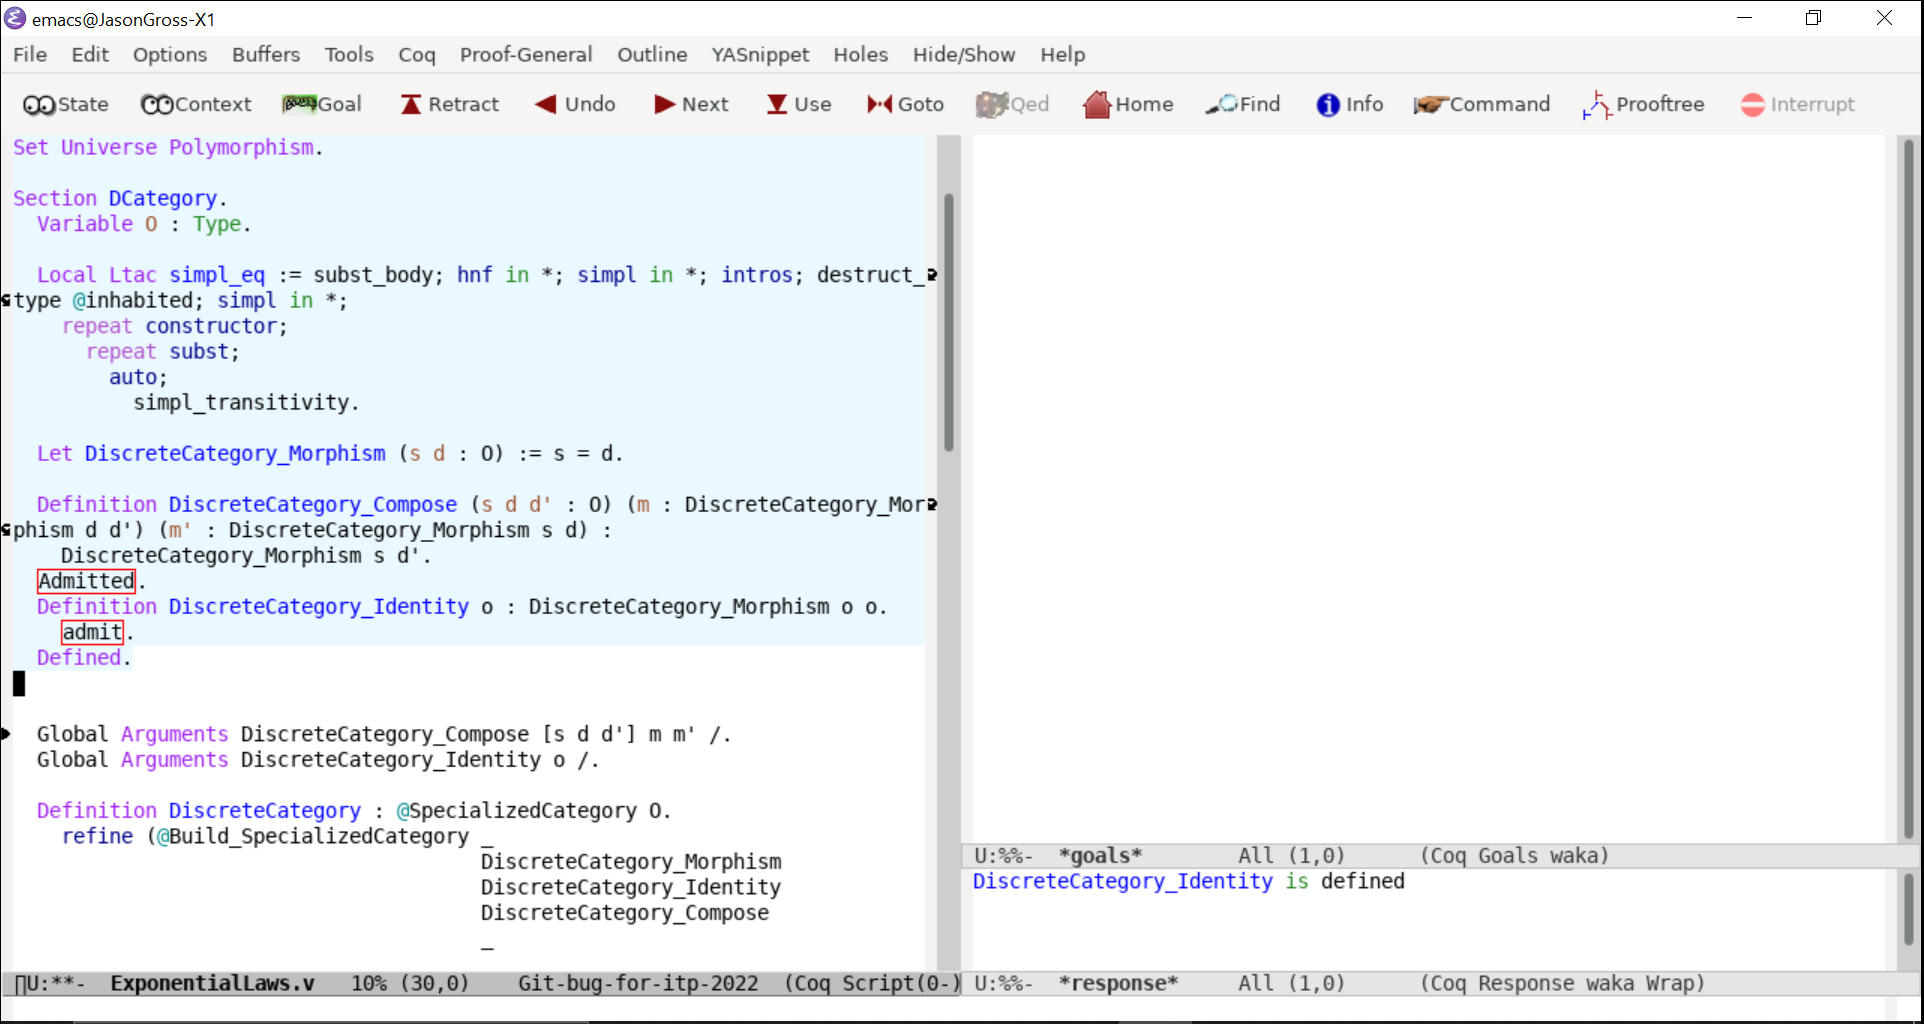 emacs@JasonGross-X1
File Edit Options Buffers Tools Coq Proof-General Outline YASnippet Holes Hide/Show Help
State Context Goal Retract Undo Next Use Goto Qed Home Find Info Command Prooftree Interrupt
Set Universe Polymorphism.
Section DCategory.
  Variable O : Type.
  Local Ltac simpl_eq := subst_body; hnf in *; simpl in *; intros; destruct_
type @inhabited; simpl in *;
    repeat constructor;
      repeat subst;
        auto;
          simpl_transitivity.
  Let DiscreteCategory_Morphism (s d : O) := s = d.
  Definition DiscreteCategory_Compose (s d d' : O) (m : DiscreteCategory_Mor
phism d d') (m' : DiscreteCategory_Morphism s d) :
    DiscreteCategory_Morphism s d'.
  Admitted.
  Definition DiscreteCategory_Identity o : DiscreteCategory_Morphism o o.
    admit.
  Defined.
  Global Arguments DiscreteCategory_Compose [s d d'] m m' /.
  Global Arguments DiscreteCategory_Identity o /.
  Definition DiscreteCategory : @SpecializedCategory O.
    refine (@Build_SpecializedCategory _
                                       DiscreteCategory_Morphism
                                       DiscreteCategory_Identity
                                       DiscreteCategory_Compose
                                       _
U:**-  ExponentialLaws.v   10% (30,0)    Git-bug-for-itp-2022  (Coq Script(0-)
U:%%-  *goals*        All (1,0)      (Coq Goals waka)
DiscreteCategory_Identity is defined
U:%%-  *response*     All (1,0)      (Coq Response waka Wrap)